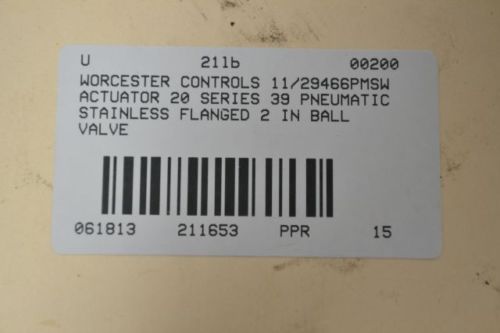 U 21lb 00200
WORCESTER CONTROLS 11/29466PMSW
ACTUATOR 20 SERIES 39 PNEUMATIC
STAINLESS FLANGED 2 IN BALL
VALVE
061813 211653 PPR 15